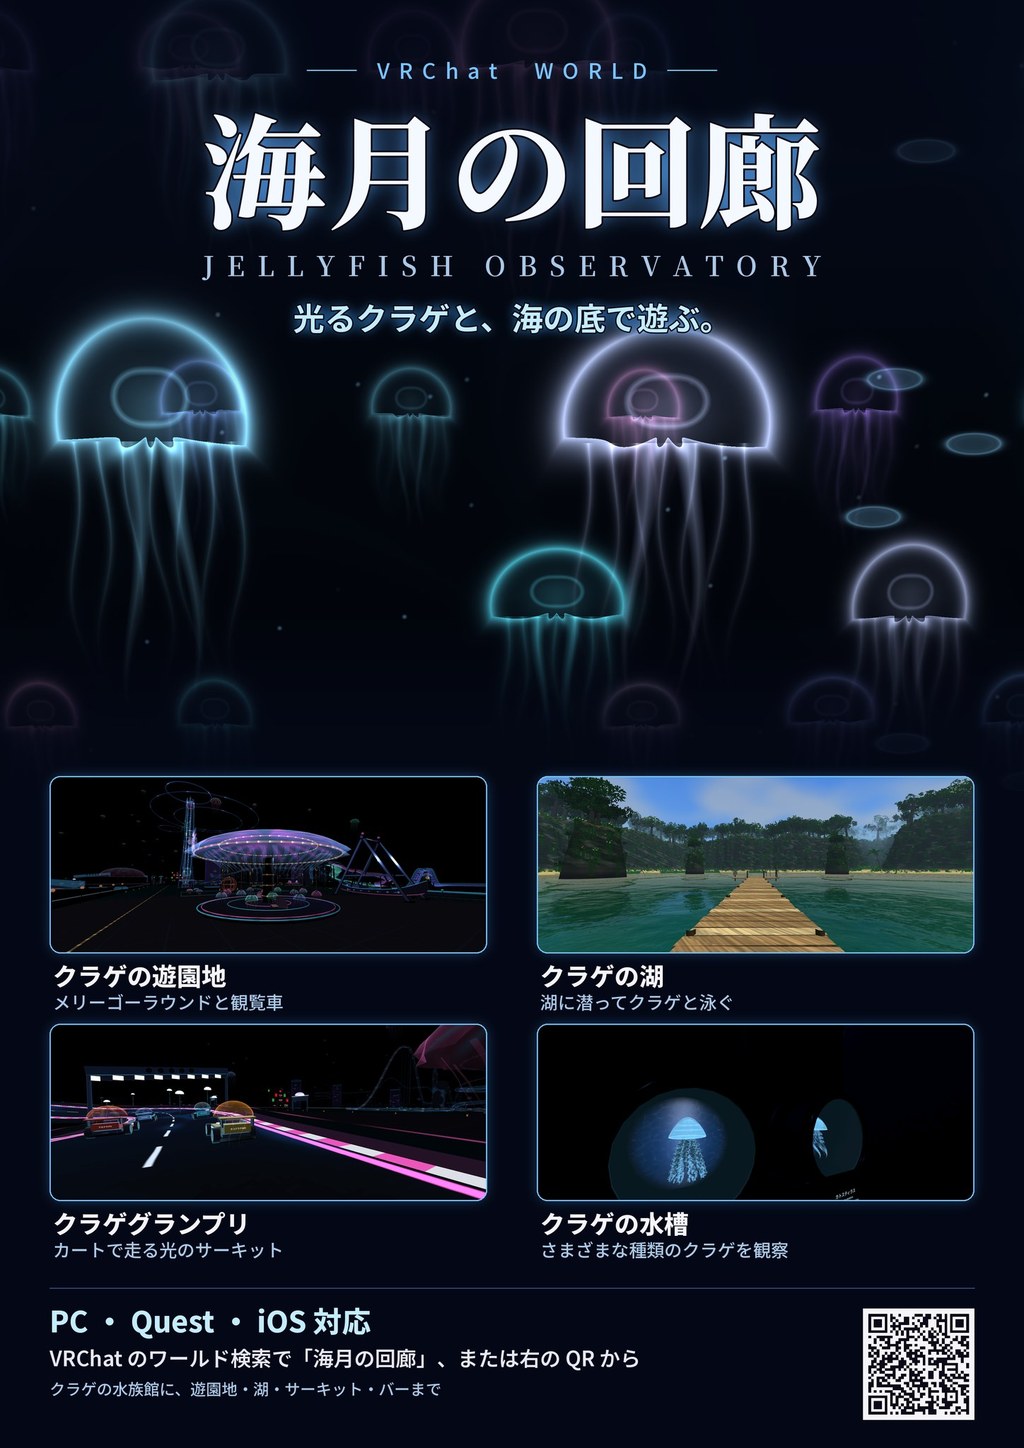 VRChat WORLD
海月の回廊
JELLYFISH OBSERVATORY
光るクラゲと、海の底で遊ぶ。
クラゲの遊園地
メリーゴーラウンドと観覧車
クラゲの湖
湖に潜ってクラゲと泳ぐ
クラゲグランプリ
カートで走る光のサーキット
クラゲの水槽
さまざまな種類のクラゲを観察
PC・Quest・iOS 対応
VRChat のワールド検索で「海月の回廊」、または右の QR から
クラゲの水族館に、遊園地・湖・サーキット・バーまで